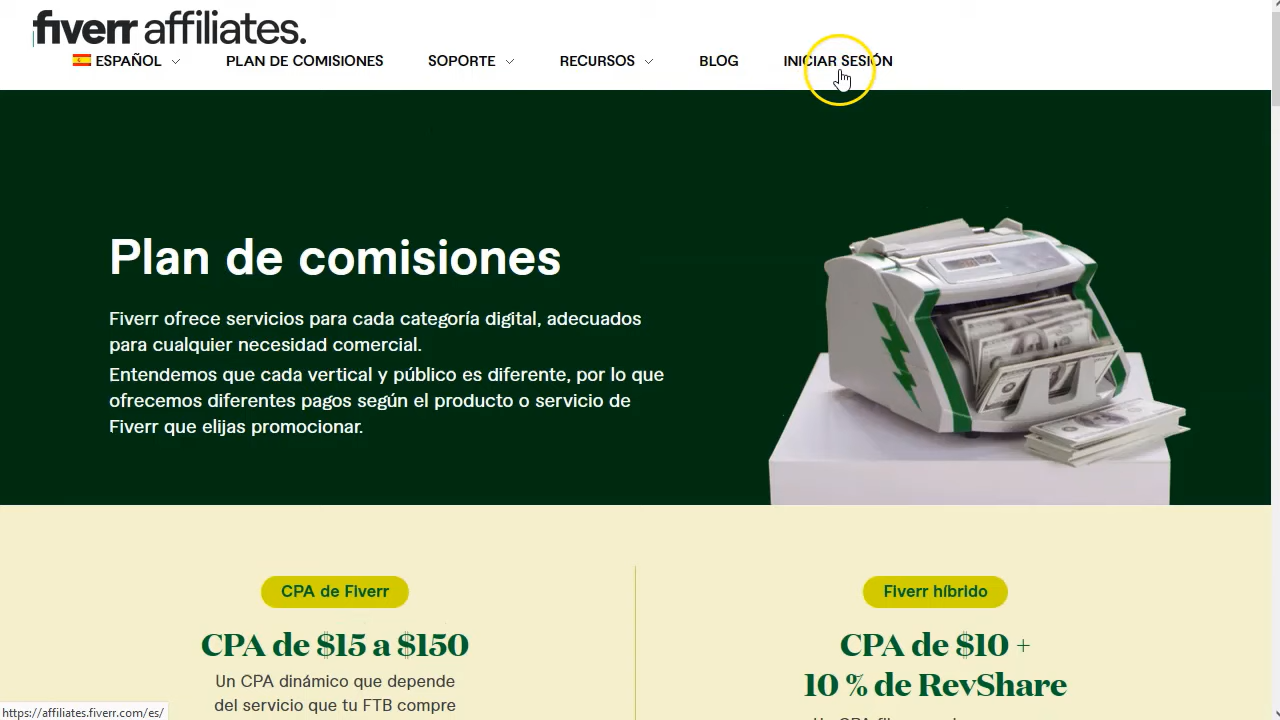 fiverr affiliates.
ESPAÑOL PLAN DE COMISIONES SOPORTE RECURSOS BLOG INICIAR SESIÓN
Plan de comisiones
Fiverr ofrece servicios para cada categoría digital, adecuados
para cualquier necesidad comercial.
Entendemos que cada vertical y público es diferente, por lo que
ofrecemos diferentes pagos según el producto o servicio de
Fiverr que elijas promocionar.
CPA de Fiverr
CPA de $15 a $150
Un CPA dinámico que depende
del servicio que tu FTB compre
Fiverr híbrido
CPA de $10 +
10 % de RevShare
https://affiliates.fiverr.com/es/